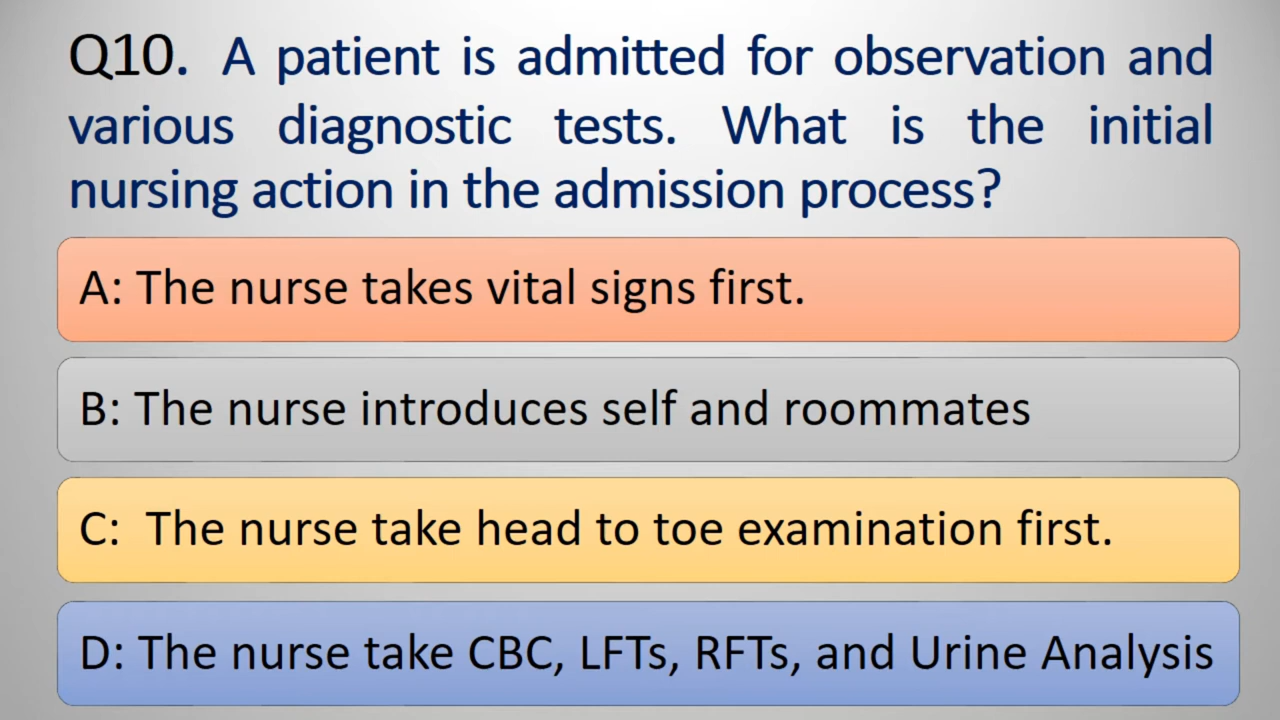 Q10. A patient is admitted for observation and
various diagnostic tests. What is the initial
nursing action in the admission process?
A: The nurse takes vital signs first.
B: The nurse introduces self and roommates
C: The nurse take head to toe examination first.
D: The nurse take CBC, LFTs, RFTs, and Urine Analysis